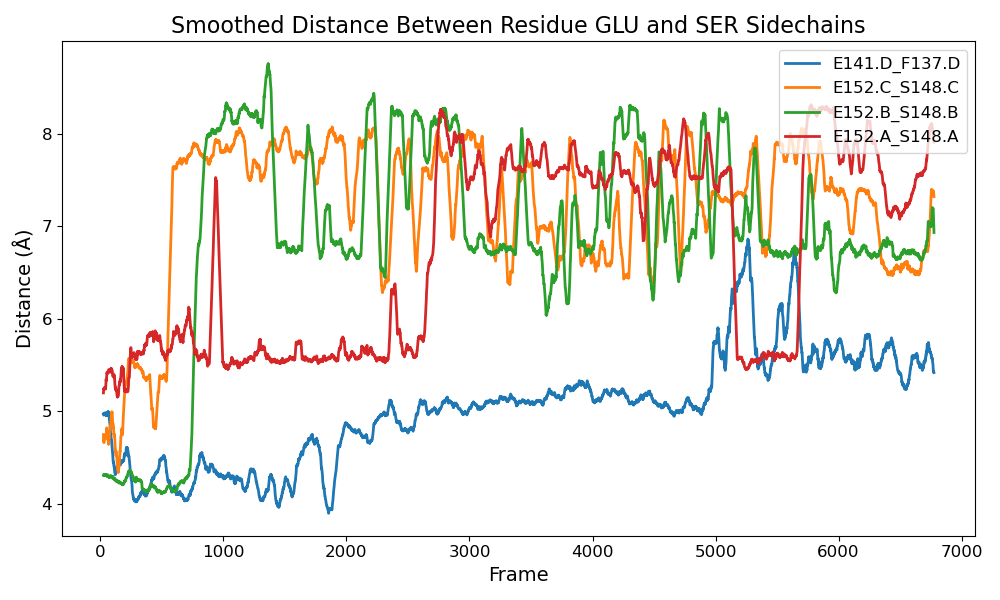 Smoothed Distance Between Residue GLU and SER Sidechains
E141.D_F137.D
E152.C_S148.C
E152.B_S148.B
E152.A_S148.A
Distance (Å)
8
7
6
5
4
0 1000 2000 3000 4000 5000 6000 7000
Frame